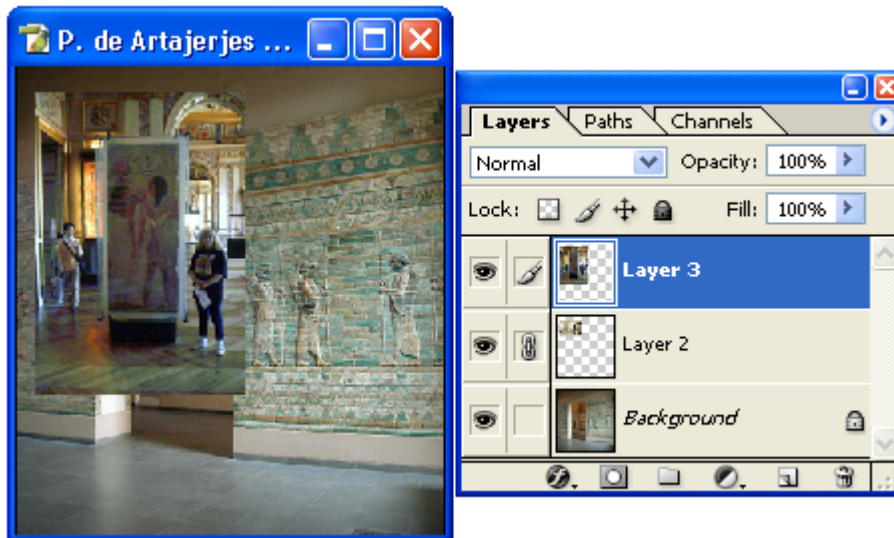 P. de Artajerjes ...
Layers Paths Channels
Normal Opacity: 100%
Lock: Fill: 100%
Layer 3
Layer 2
Background